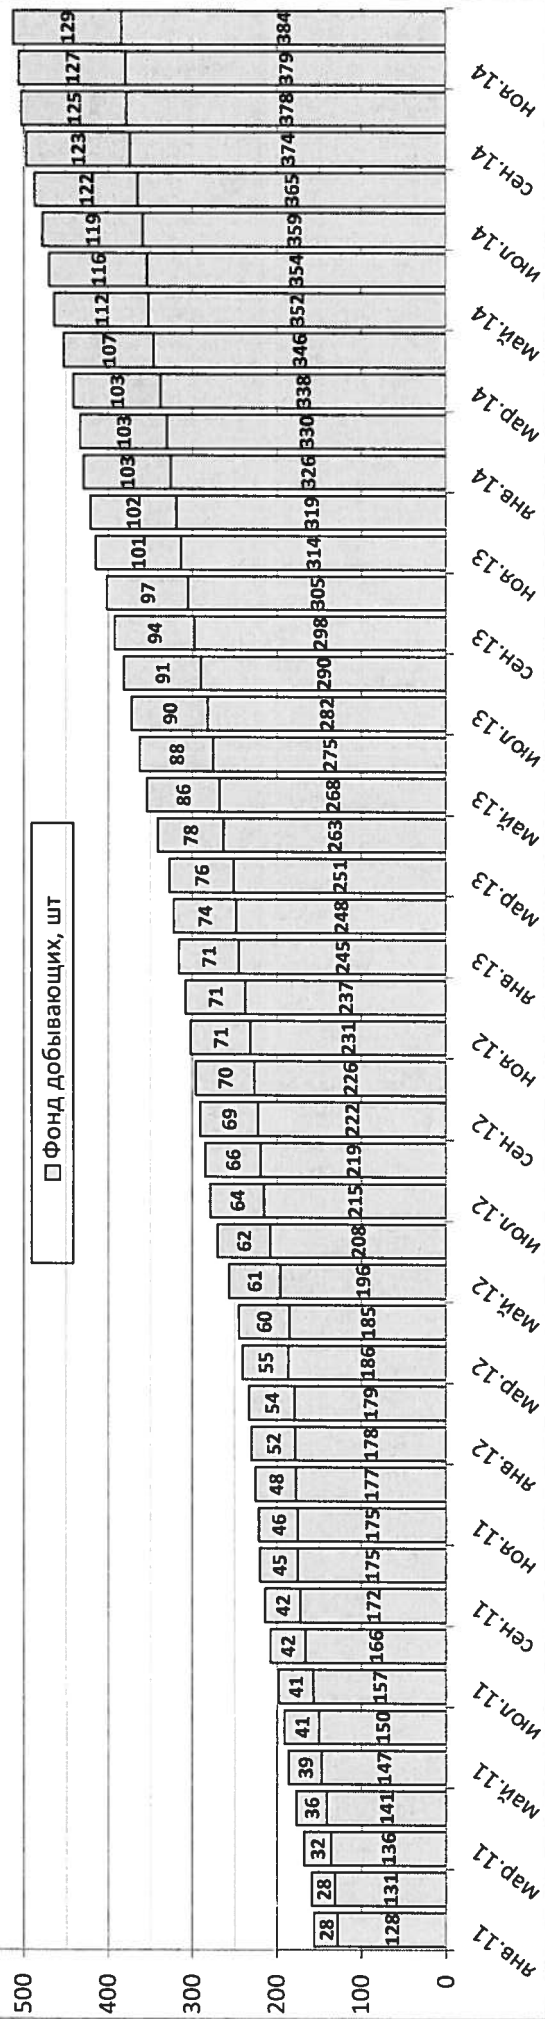 500
400
300
200
100
0
□ Фонд добывающих, шт
28 28 32 36 39 41 41 42 42 45 46 48 52 54 55 60 61 62 64 66 69 70 71 71 71 74 76 78 86 88 90 91 94 97 101 102 103 103 103 107 112 116 119 122 123 125 127 129
128 131 136 141 147 150 157 166 172 175 175 177 178 179 186 185 196 208 215 219 222 226 231 237 245 248 251 263 268 275 282 290 298 305 314 319 326 330 338 346 352 354 359 365 374 378 379 384
янв.11 мар.11 май.11 июл.11 сен.11 ноя.11 янв.12 мар.12 май.12 июл.12 сен.12 ноя.12 янв.13 мар.13 май.13 июл.13 сен.13 ноя.13 янв.14 мар.14 май.14 июл.14 сен.14 ноя.14